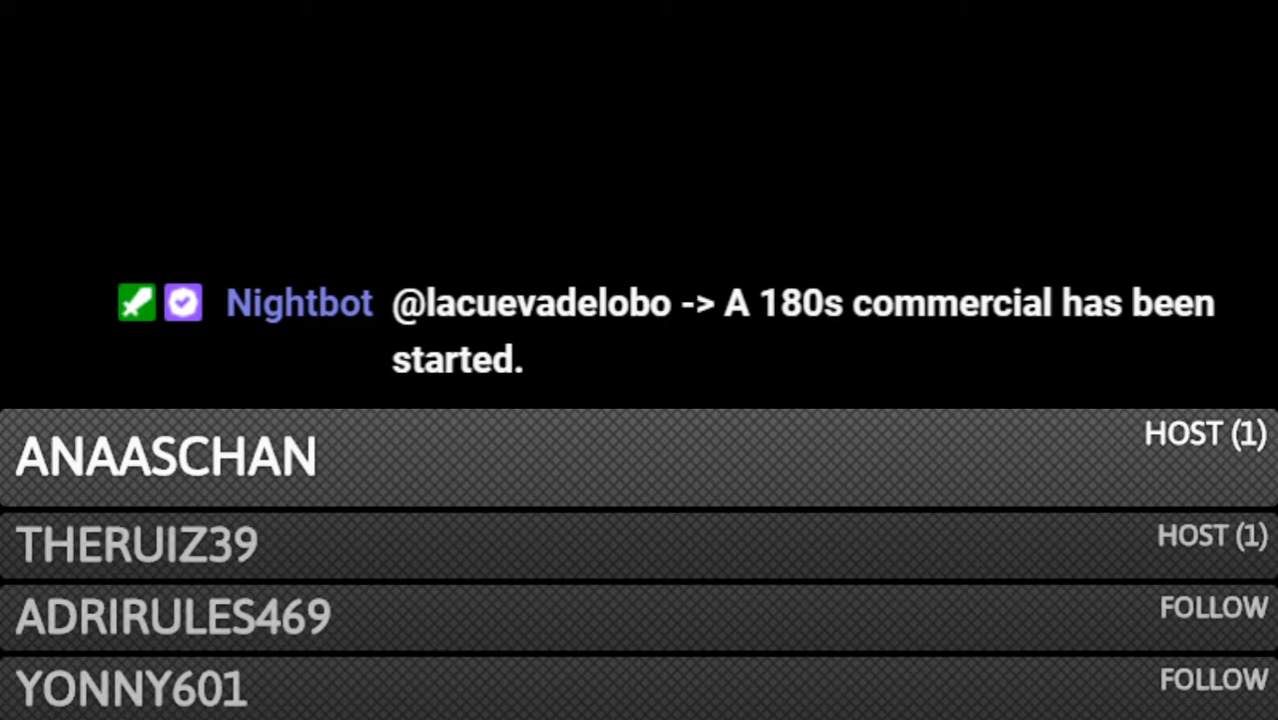 Nightbot @lacuevadelobo -> A 180s commercial has been
started.
ANAASCHAN HOST (1)
THERUIZ39 HOST (1)
ADRIRULES469 FOLLOW
YONNY601 FOLLOW